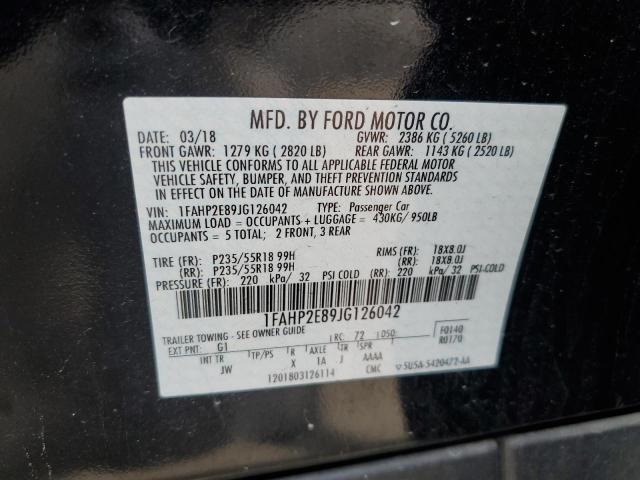 MFD. BY FORD MOTOR CO.
DATE: 03/18 GVWR: 2386 KG ( 5260 LB)
FRONT GAWR: 1279 KG ( 2820 LB) REAR GAWR: 1143 KG ( 2520 LB)
THIS VEHICLE CONFORMS TO ALL APPLICABLE FEDERAL MOTOR
VEHICLE SAFETY, BUMPER, AND THEFT PREVENTION STANDARDS
IN EFFECT ON THE DATE OF MANUFACTURE SHOWN ABOVE.
VIN: 1FAHP2E89JG126042 TYPE: Passenger Car
MAXIMUM LOAD = OCCUPANTS + LUGGAGE = 430KG/ 950LB
OCCUPANTS = 5 TOTAL; 2 FRONT, 3 REAR
TIRE (FR): P235/55R18 99H RIMS (FR): 18X8.0J
(RR): P235/55R18 99H (RR): 18X8.0J
PRESSURE (FR): 220 kPa/ 32 PSI COLD (RR): 220 kPa/ 32 PSI-COLD
1FAHP2E89JG126042
TRAILER TOWING - SEE OWNER GUIDE
EXT PNT: G1 RC: 72 DSO: F0140
R0170
INT TR TP/PS R AXLE TR SPR
JW X 1A J AAAA
1201803126114 CMC 5U5A-5420472-AA